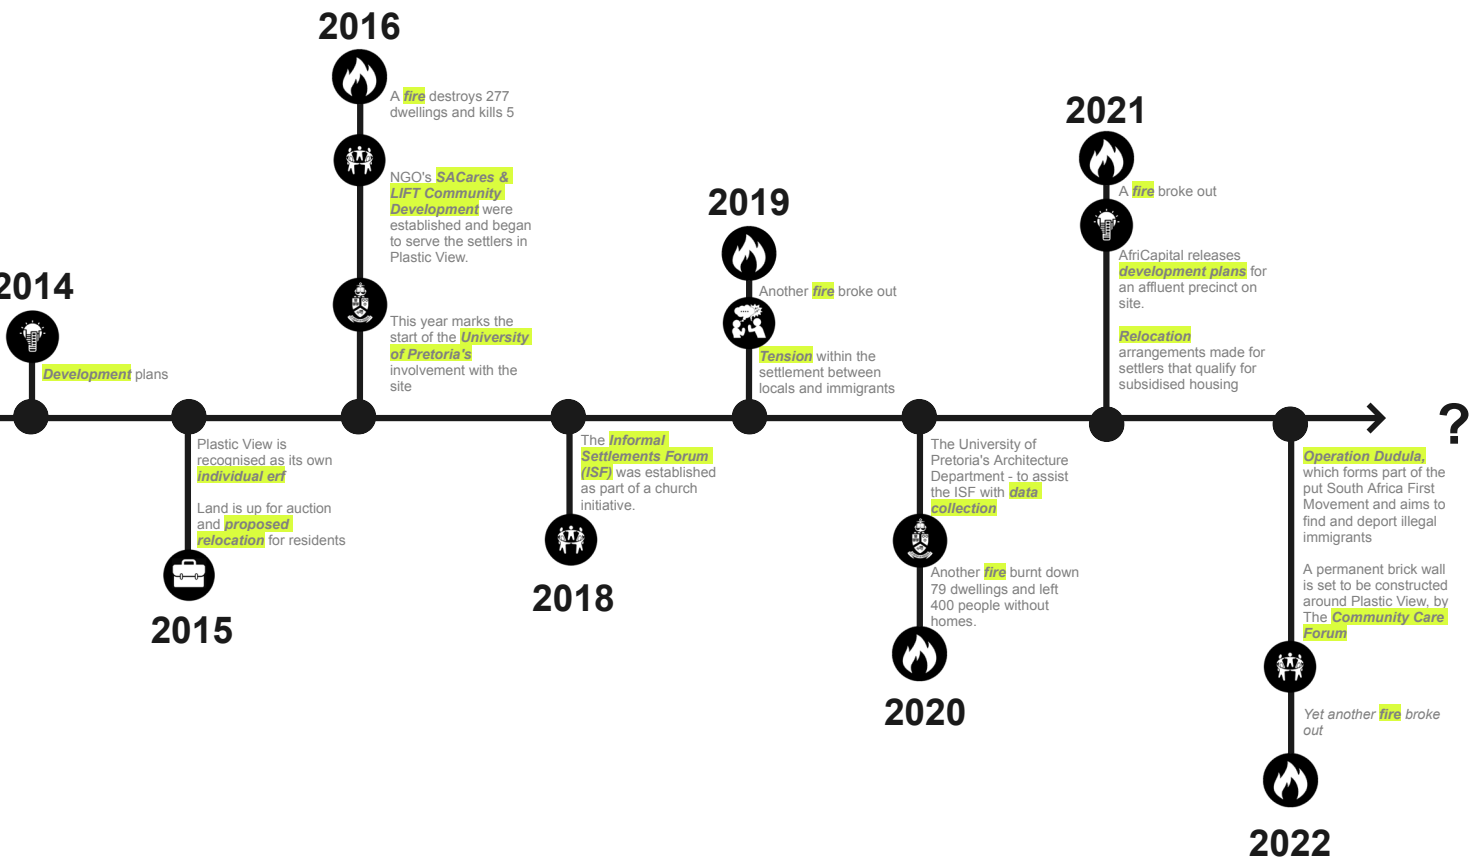 2014
Development plans
Plastic View is
recognised as its own
individual erf
Land is up for auction
and proposed
relocation for residents
2015
2016
A fire destroys 277
dwellings and kills 5
NGO's SACares &
LIFT Community
Development were
established and began
to serve the settlers in
Plastic View.
This year marks the
start of the University
of Pretoria's
involvement with the
site
The Informal
Settlements Forum
(ISF) was established
as part of a church
initiative.
2018
2019
Another fire broke out
Tension within the
settlement between
locals and immigrants
The University of
Pretoria's Architecture
Department - to assist
the ISF with data
collection
Another fire burnt down
79 dwellings and left
400 people without
homes.
2020
2021
A fire broke out
AfriCapital releases
development plans for
an affluent precinct on
site.
Relocation
arrangements made for
settlers that qualify for
subsidised housing
?
Operation Dudula,
which forms part of the
put South Africa First
Movement and aims to
find and deport illegal
immigrants
A permanent brick wall
is set to be constructed
around Plastic View, by
The Community Care
Forum
Yet another fire broke
out
2022